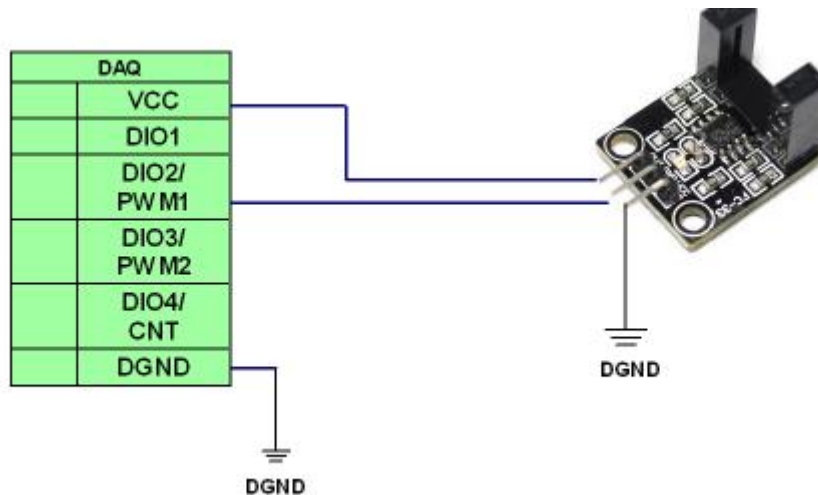 DAQ
VCC
DIO1
DIO2/
PWM1
DIO3/
PWM2
DIO4/
CNT
DGND
DGND
DGND